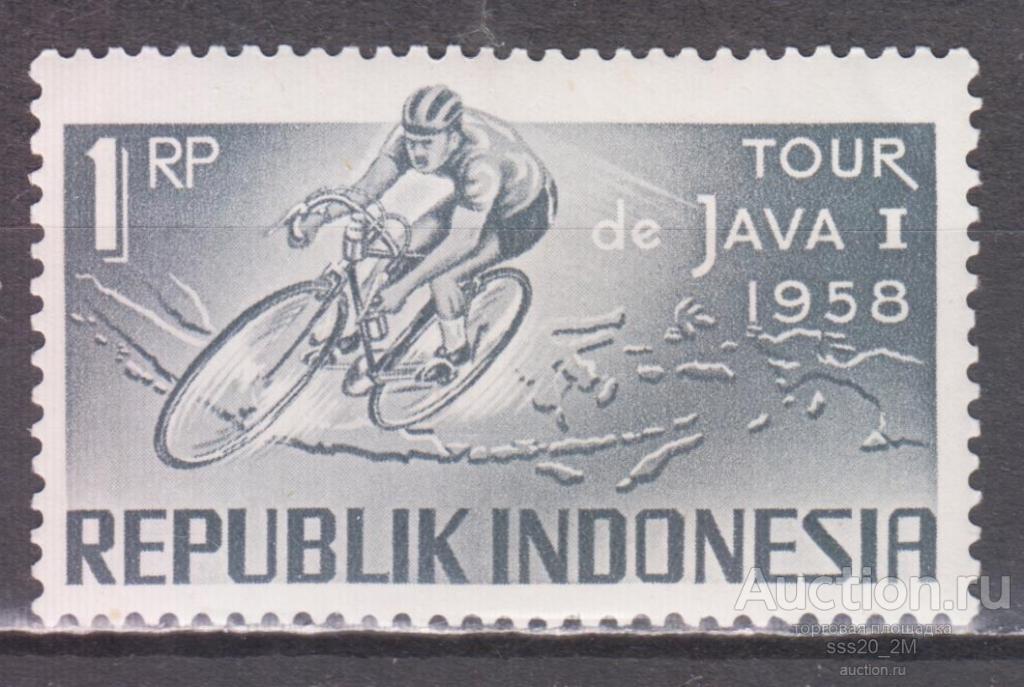 1 RP
TOUR
de JAVA I
1958
REPUBLIK INDONESIA
Auction.ru
торговая площадка
sss20_2M
auction.ru